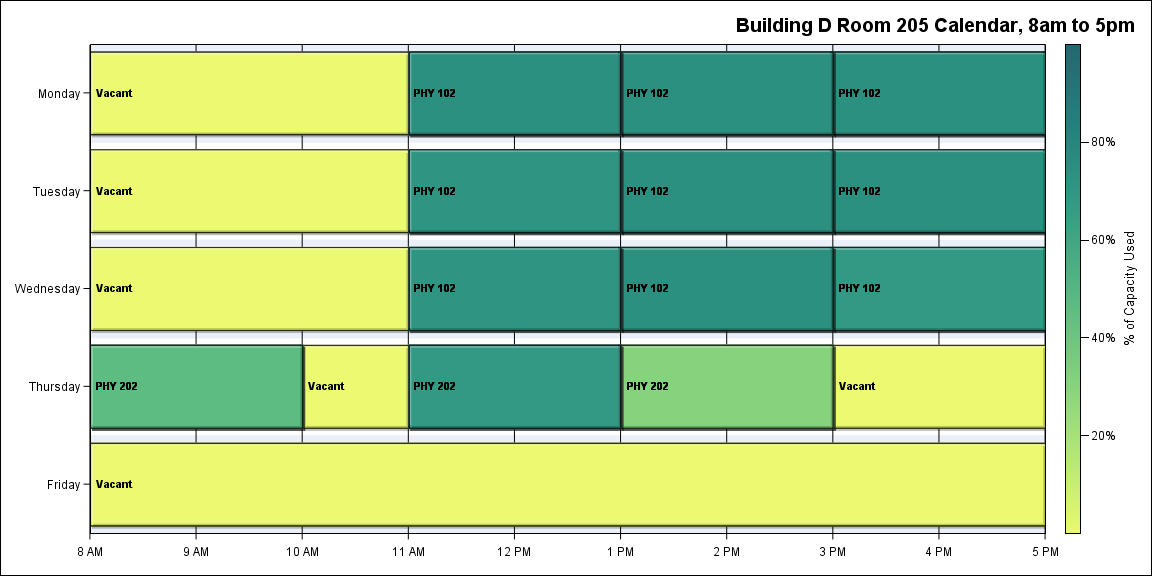 Building D Room 205 Calendar, 8am to 5pm
Monday
Vacant
PHY 102
PHY 102
PHY 102
Tuesday
Vacant
PHY 102
PHY 102
PHY 102
Wednesday
Vacant
PHY 102
PHY 102
PHY 102
Thursday
PHY 202
Vacant
PHY 202
PHY 202
Vacant
Friday
Vacant
8 AM
9 AM
10 AM
11 AM
12 PM
1 PM
2 PM
3 PM
4 PM
5 PM
80%
60%
40%
20%
% of Capacity Used